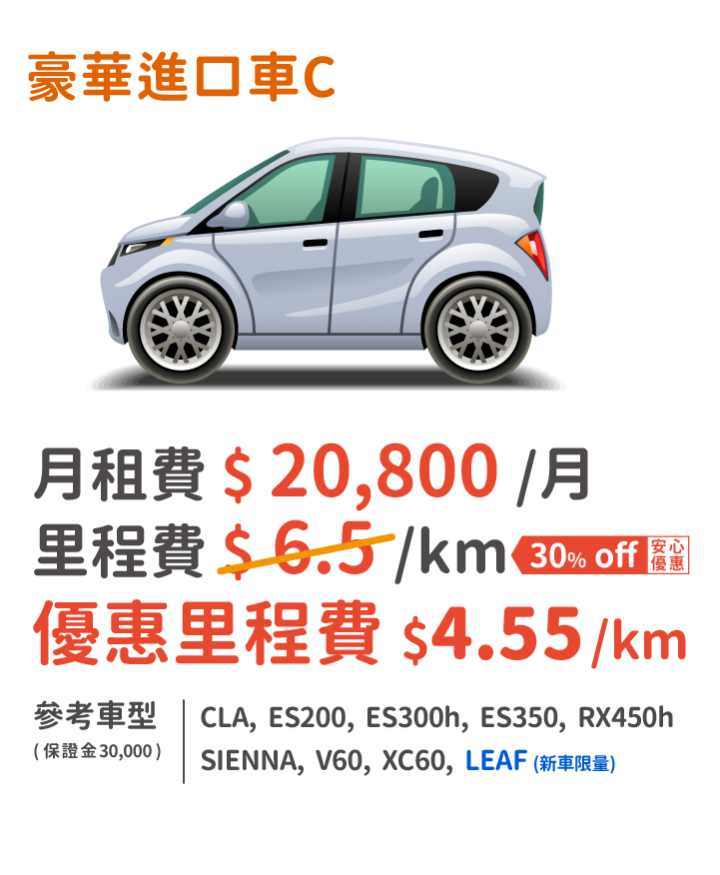 豪華進口車C
月租費 $ 20,800 /月
里程費 $ 6.5 /km 30% off 安心優惠
優惠里程費 $4.55/km
參考車型
(保證金30,000)
CLA, ES200, ES300h, ES350, RX450h
SIENNA, V60, XC60, LEAF (新車限量)